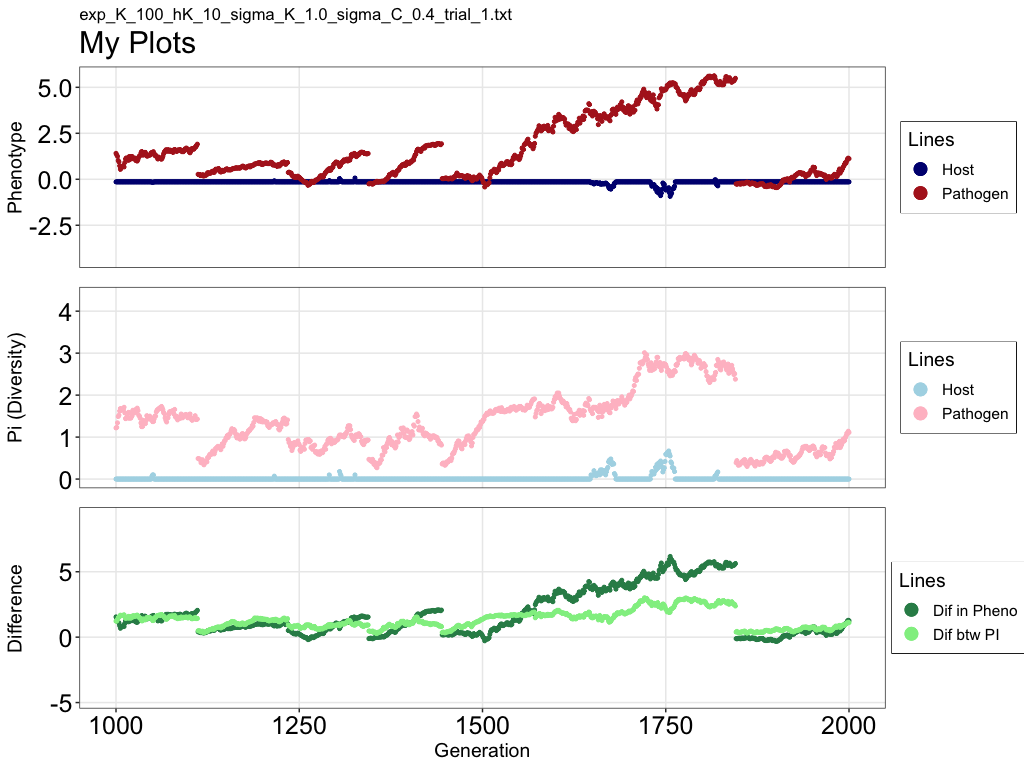 exp_K_100_hK_10_sigma_K_1.0_sigma_C_0.4_trial_1.txt
My Plots
Phenotype
5.0
2.5
0.0
-2.5
Lines
Host
Pathogen
Pi (Diversity)
4
3
2
1
0
Lines
Host
Pathogen
Difference
5
0
-5
Lines
Dif in Pheno
Dif btw PI
1000 1250 1500 1750 2000
Generation